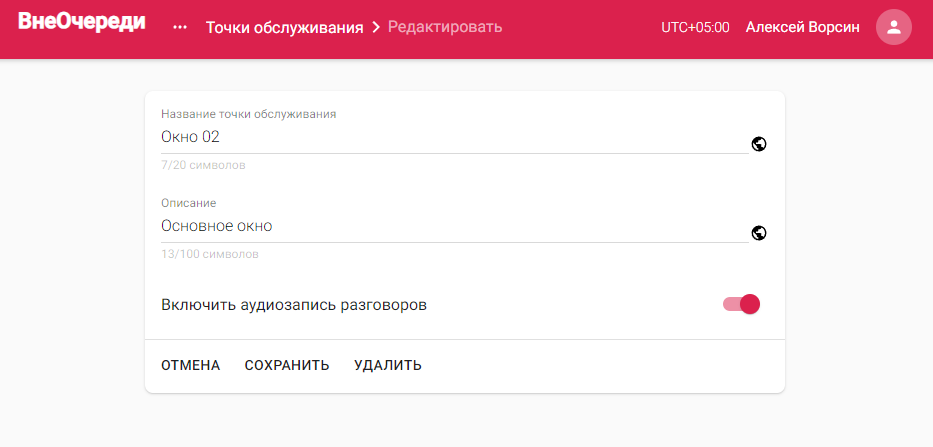 ВнеОчереди ··· Точки обслуживания > Редактировать UTC+05:00 Алексей Ворсин
Название точки обслуживания
Окно 02
7/20 символов
Описание
Основное окно
13/100 символов
Включить аудиозапись разговоров
ОТМЕНА СОХРАНИТЬ УДАЛИТЬ